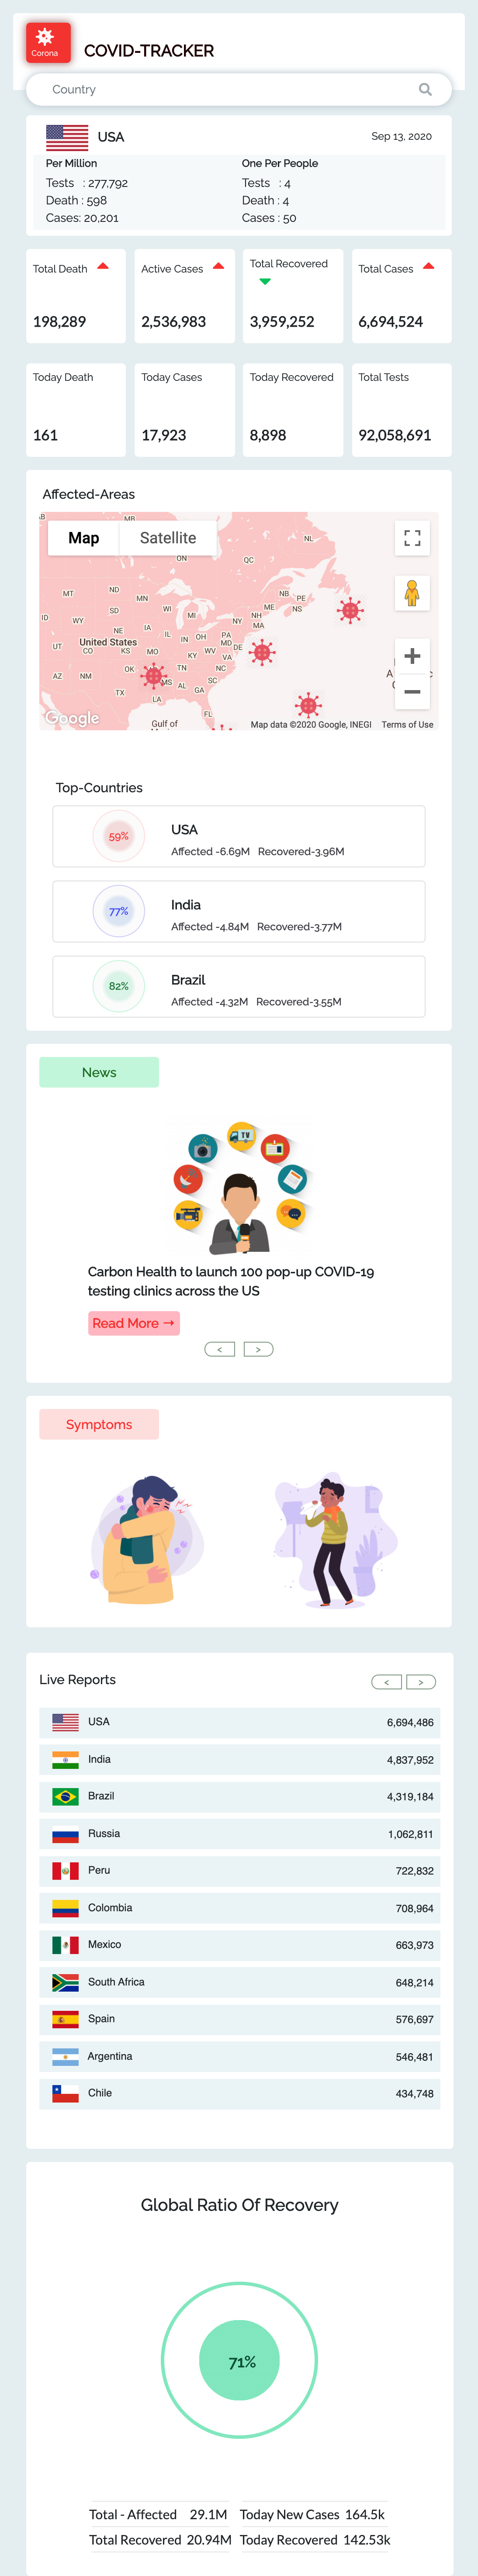 Corona
COVID-TRACKER
Country
USA
Sep 13, 2020
Per Million
One Per People
Tests : 277,792
Tests : 4
Death : 598
Death : 4
Cases: 20,201
Cases : 50
Total Death
Active Cases
Total Recovered
Total Cases
198,289
2,536,983
3,959,252
6,694,524
Today Death
Today Cases
Today Recovered
Total Tests
161
17,923
8,898
92,058,691
Affected-Areas
AB
MB
Map
Satellite
NL
ON
QC
MT
ND
MN
NB
PE
ID
WY
SD
WI
MI
NH
ME
NS
NY
MA
NE
IA
IL
IN
OH
PA
MD
DE
UT
United States
CO
KS
MO
KY
WV
VA
AZ
NM
OK
MS
TN
NC
AL
SC
GA
TX
LA
FL
Google
Gulf of
Map data ©2020 Google, INEGI
Terms of Use
Top-Countries
59%
USA
Affected -6.69M Recovered-3.96M
77%
India
Affected -4.84M Recovered-3.77M
82%
Brazil
Affected -4.32M Recovered-3.55M
News
TV
Carbon Health to launch 100 pop-up COVID-19
testing clinics across the US
Read More →
< >
Symptoms
Live Reports
< >
USA 6,694,486
India 4,837,952
Brazil 4,319,184
Russia 1,062,811
Peru 722,832
Colombia 708,964
Mexico 663,973
South Africa 648,214
Spain 576,697
Argentina 546,481
Chile 434,748
Global Ratio Of Recovery
71%
Total - Affected 29.1M Today New Cases 164.5k
Total Recovered 20.94M Today Recovered 142.53k